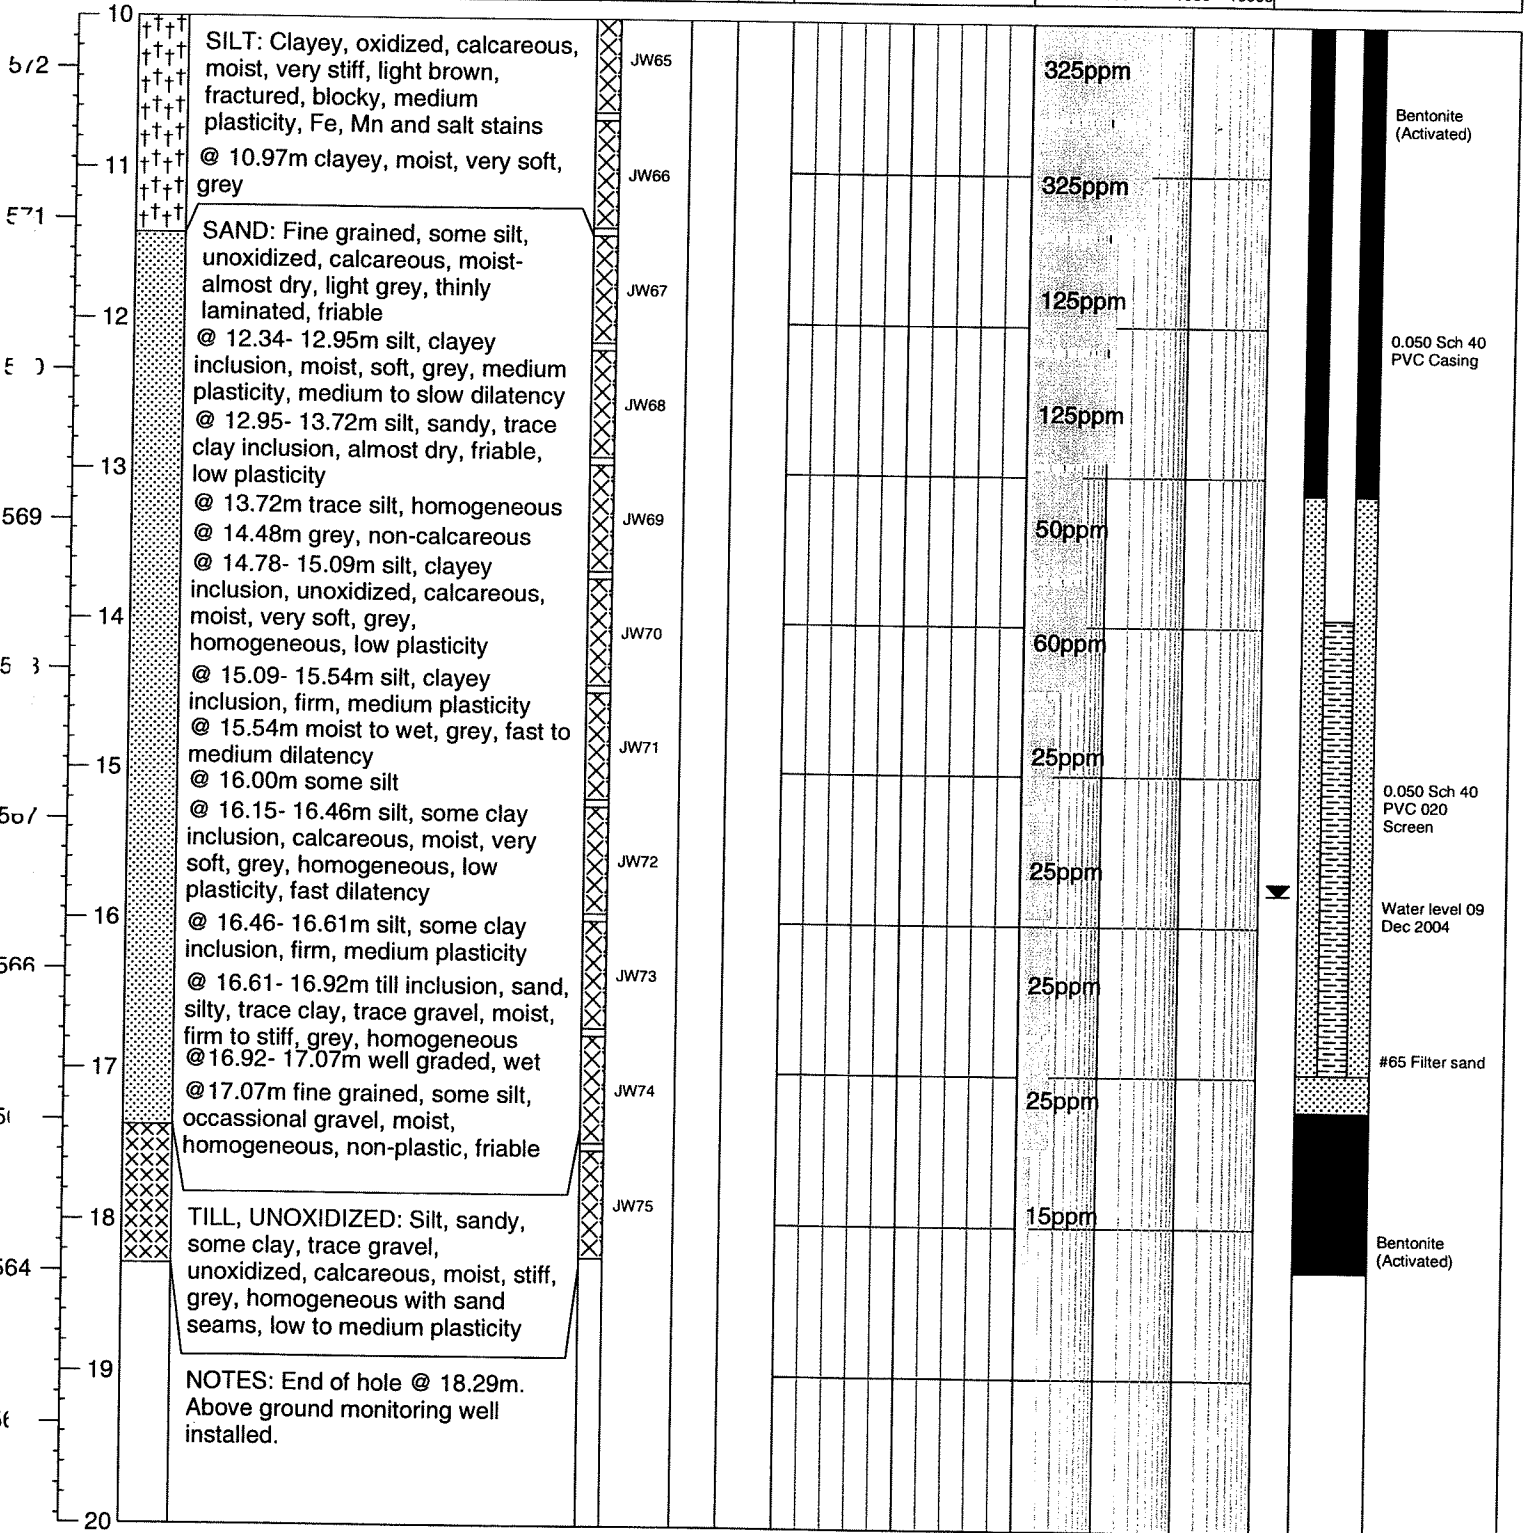 10
11
12
13
14
15
16
17
18
19
20
572
571
569
567
566
564
SILT: Clayey, oxidized, calcareous,
moist, very stiff, light brown,
fractured, blocky, medium
plasticity, Fe, Mn and salt stains
@ 10.97m clayey, moist, very soft,
grey
SAND: Fine grained, some silt,
unoxidized, calcareous, moist-
almost dry, light grey, thinly
laminated, friable
@ 12.34- 12.95m silt, clayey
inclusion, moist, soft, grey, medium
plasticity, medium to slow dilatency
@ 12.95- 13.72m silt, sandy, trace
clay inclusion, almost dry, friable,
low plasticity
@ 13.72m trace silt, homogeneous
@ 14.48m grey, non-calcareous
@ 14.78- 15.09m silt, clayey
inclusion, unoxidized, calcareous,
moist, very soft, grey,
homogeneous, low plasticity
@ 15.09- 15.54m silt, clayey
inclusion, firm, medium plasticity
@ 15.54m moist to wet, grey, fast to
medium dilatency
@ 16.00m some silt
@ 16.15- 16.46m silt, some clay
inclusion, calcareous, moist, very
soft, grey, homogeneous, low
plasticity, fast dilatency
@ 16.46- 16.61m silt, some clay
inclusion, firm, medium plasticity
@ 16.61- 16.92m till inclusion, sand,
silty, trace clay, trace gravel, moist,
firm to stiff, grey, homogeneous
@16.92- 17.07m well graded, wet
@17.07m fine grained, some silt,
occassional gravel, moist,
homogeneous, non-plastic, friable
TILL, UNOXIDIZED: Silt, sandy,
some clay, trace gravel,
unoxidized, calcareous, moist, stiff,
grey, homogeneous with sand
seams, low to medium plasticity
NOTES: End of hole @ 18.29m.
Above ground monitoring well
installed.
JW65
JW66
JW67
JW68
JW69
JW70
JW71
JW72
JW73
JW74
JW75
325ppm
325ppm
125ppm
125ppm
50ppm
60ppm
25ppm
25ppm
25ppm
25ppm
15ppm
Bentonite
(Activated)
0.050 Sch 40
PVC Casing
0.050 Sch 40
PVC 020
Screen
Water level 09
Dec 2004
#65 Filter sand
Bentonite
(Activated)